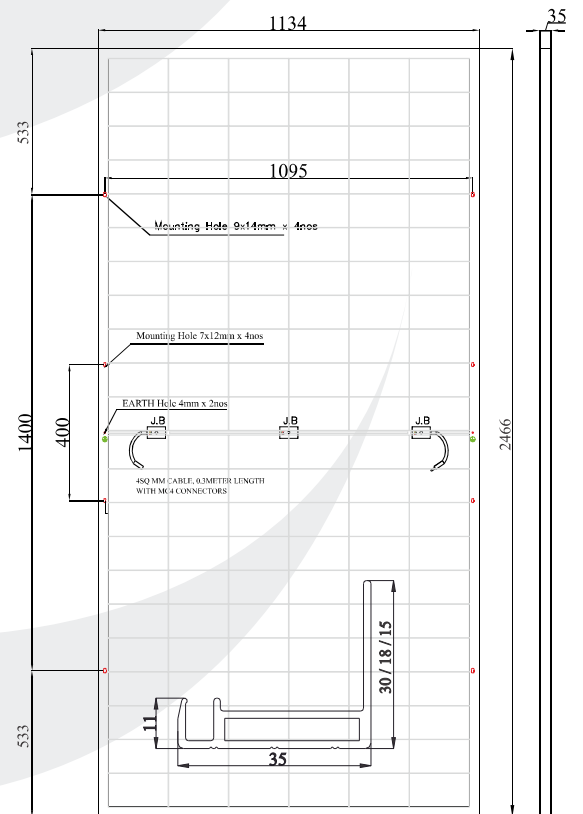 1134
35
533
1095
Mounting Hole 9x14mm x 4nos
Mounting Hole 7x12mm x 4nos
EARTH Hole 4mm x 2nos
J.B
J.B
J.B
1400
400
2466
4SQ MM CABLE, 0.3METER LENGTH
WITH MC4 CONNECTORS
30 / 18 / 15
11
35
533